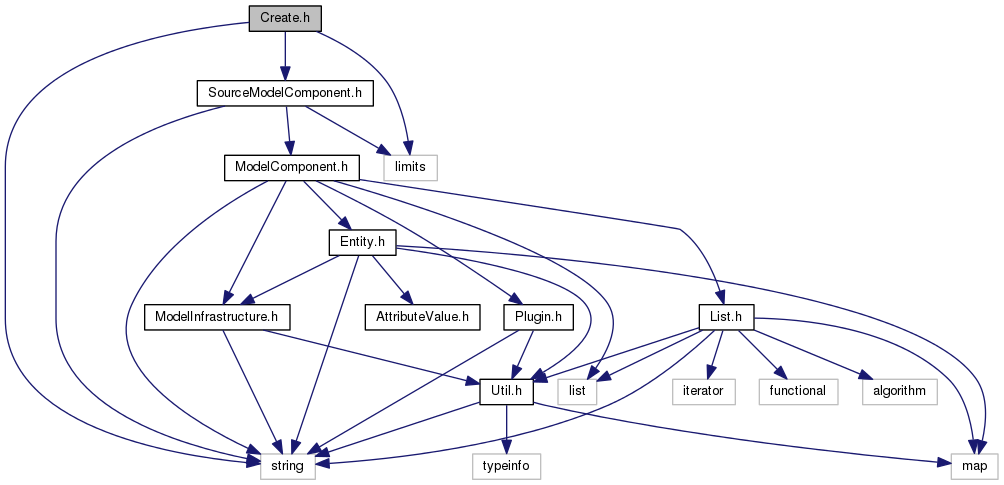 Create.h
SourceModelComponent.h
ModelComponent.h
limits
Entity.h
ModelInfrastructure.h
AttributeValue.h
Plugin.h
List.h
Util.h
list
iterator
functional
algorithm
string
typeinfo
map